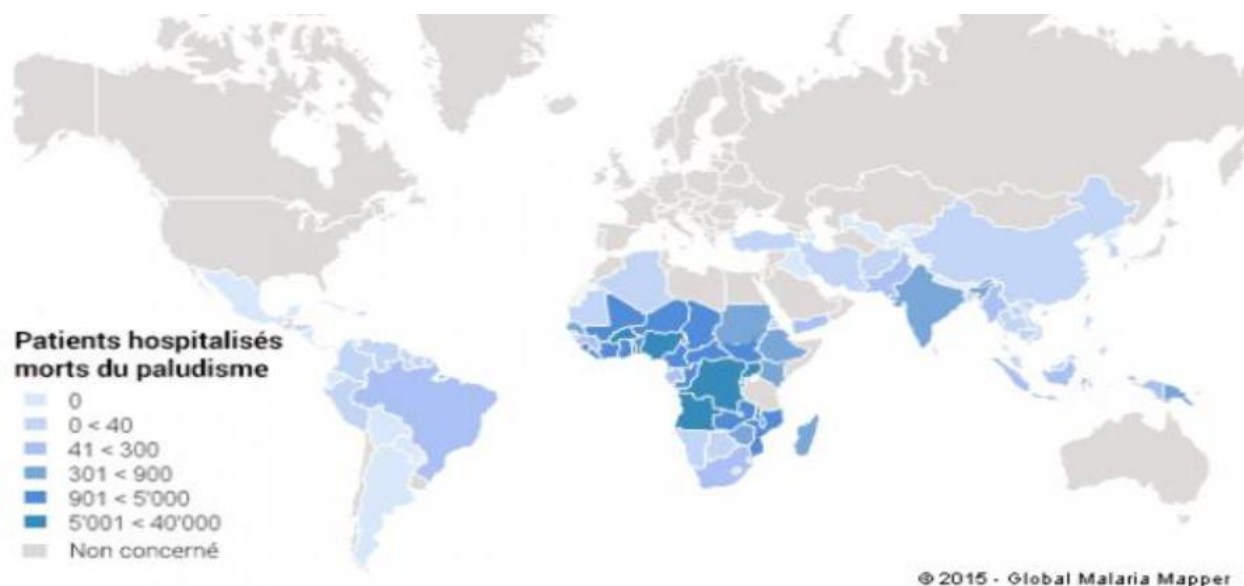 Patients hospitalisés
morts du paludisme
0
0 < 40
41 < 300
301 < 900
901 < 5'000
5'001 < 40'000
Non concerné
© 2015 - Global Malaria Mapper